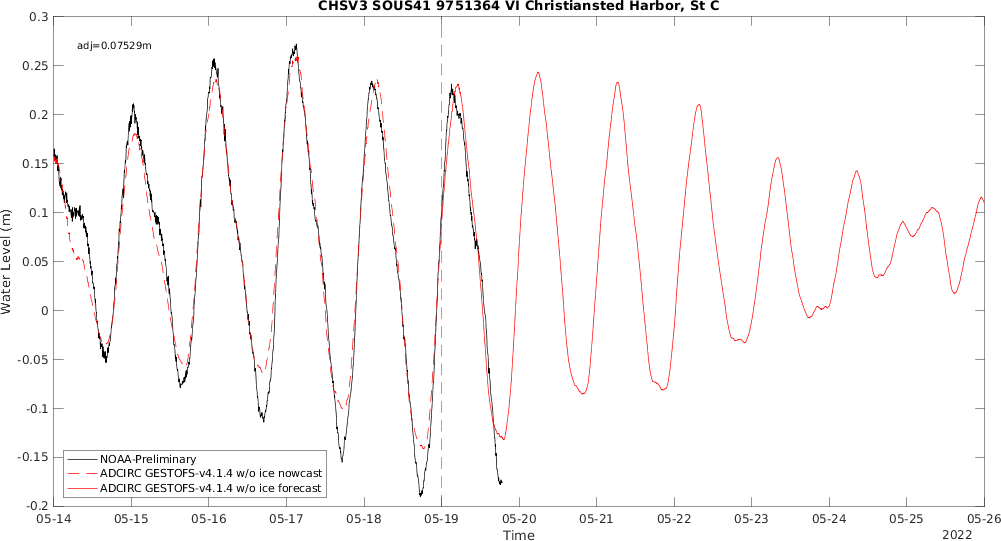 CHSV3 SOUS41 9751364 VI Christiansted Harbor, St C
adj=0.07529m
0.3
0.25
0.2
0.15
0.1
0.05
0
-0.05
-0.1
-0.15
-0.2
Water Level (m)
NOAA-Preliminary
ADCIRC GESTOFS-v4.1.4 w/o ice nowcast
ADCIRC GESTOFS-v4.1.4 w/o ice forecast
05-14 05-15 05-16 05-17 05-18 05-19 05-20 05-21 05-22 05-23 05-24 05-25 05-26
Time
2022